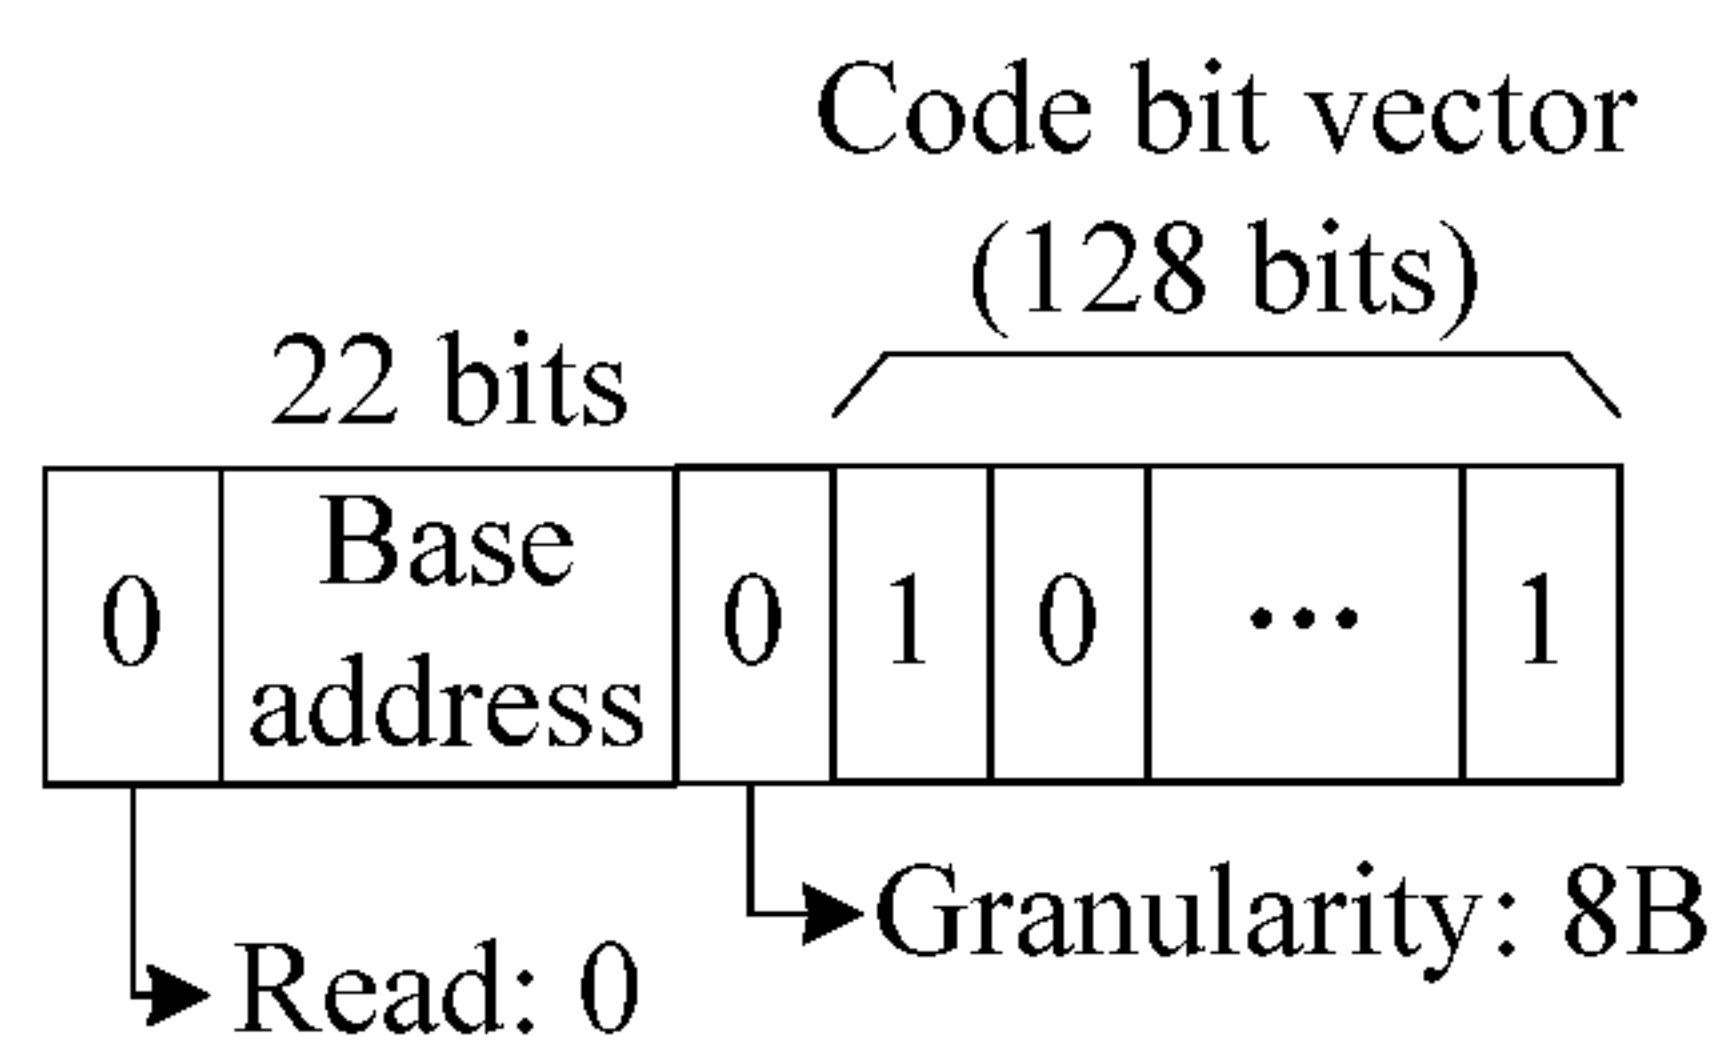 Code bit vector
(128 bits)
22 bits
0
Base
address
0
1
0
...
1
Granularity: 8B
Read: 0